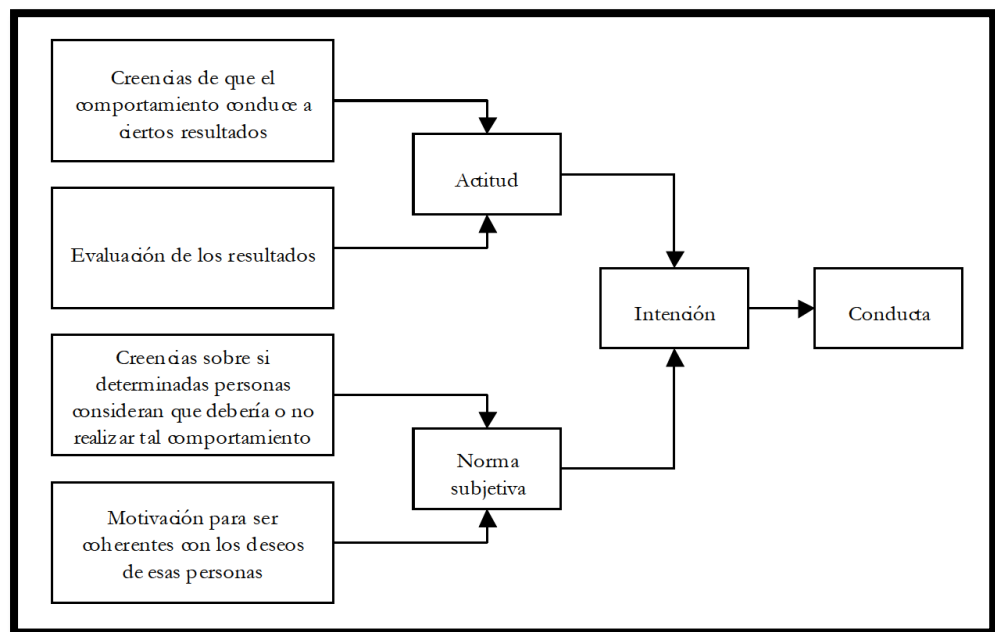 Creencias de que el
comportamiento conduce a
ciertos resultados
Actitud
Evaluación de los resultados
Intención
Conducta
Creencias sobre si
determinadas personas
consideran que debería o no
realizar tal comportamiento
Norma
subjetiva
Motivación para ser
coherentes con los deseos
de esas personas